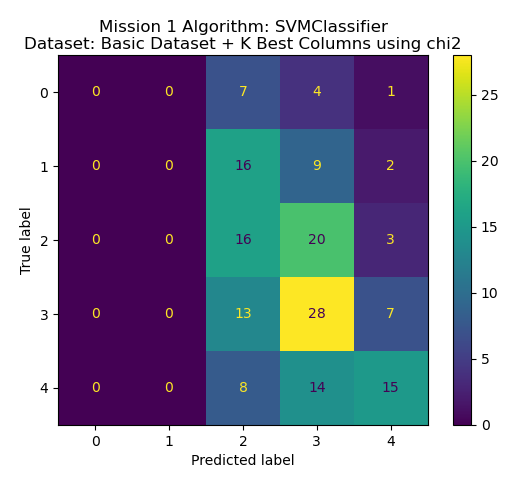 Mission 1 Algorithm: SVMClassifier
Dataset: Basic Dataset + K Best Columns using chi2
0 0 0 7 4 1
1 0 0 16 9 2
2 0 0 16 20 3
3 0 0 13 28 7
4 0 0 8 14 15
0 1 2 3 4
True label
Predicted label
25
20
15
10
5
0